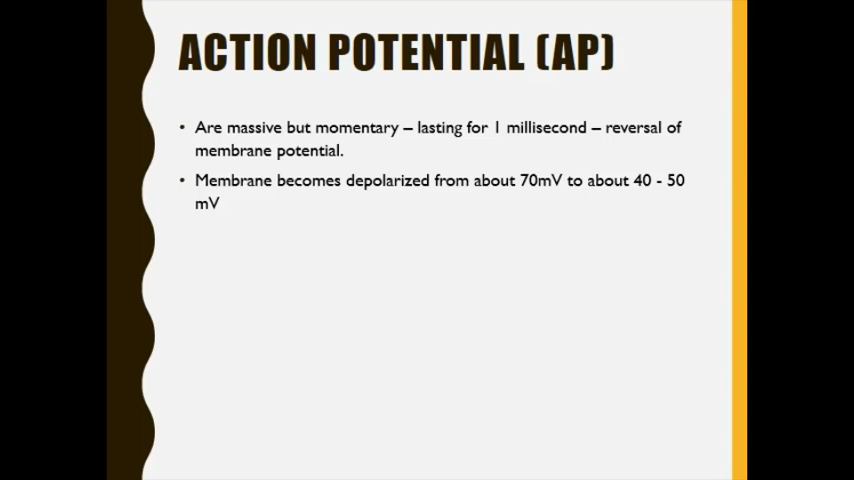 ACTION POTENTIAL (AP)
• Are massive but momentary – lasting for 1 millisecond – reversal of
membrane potential.
• Membrane becomes depolarized from about 70mV to about 40 - 50
mV